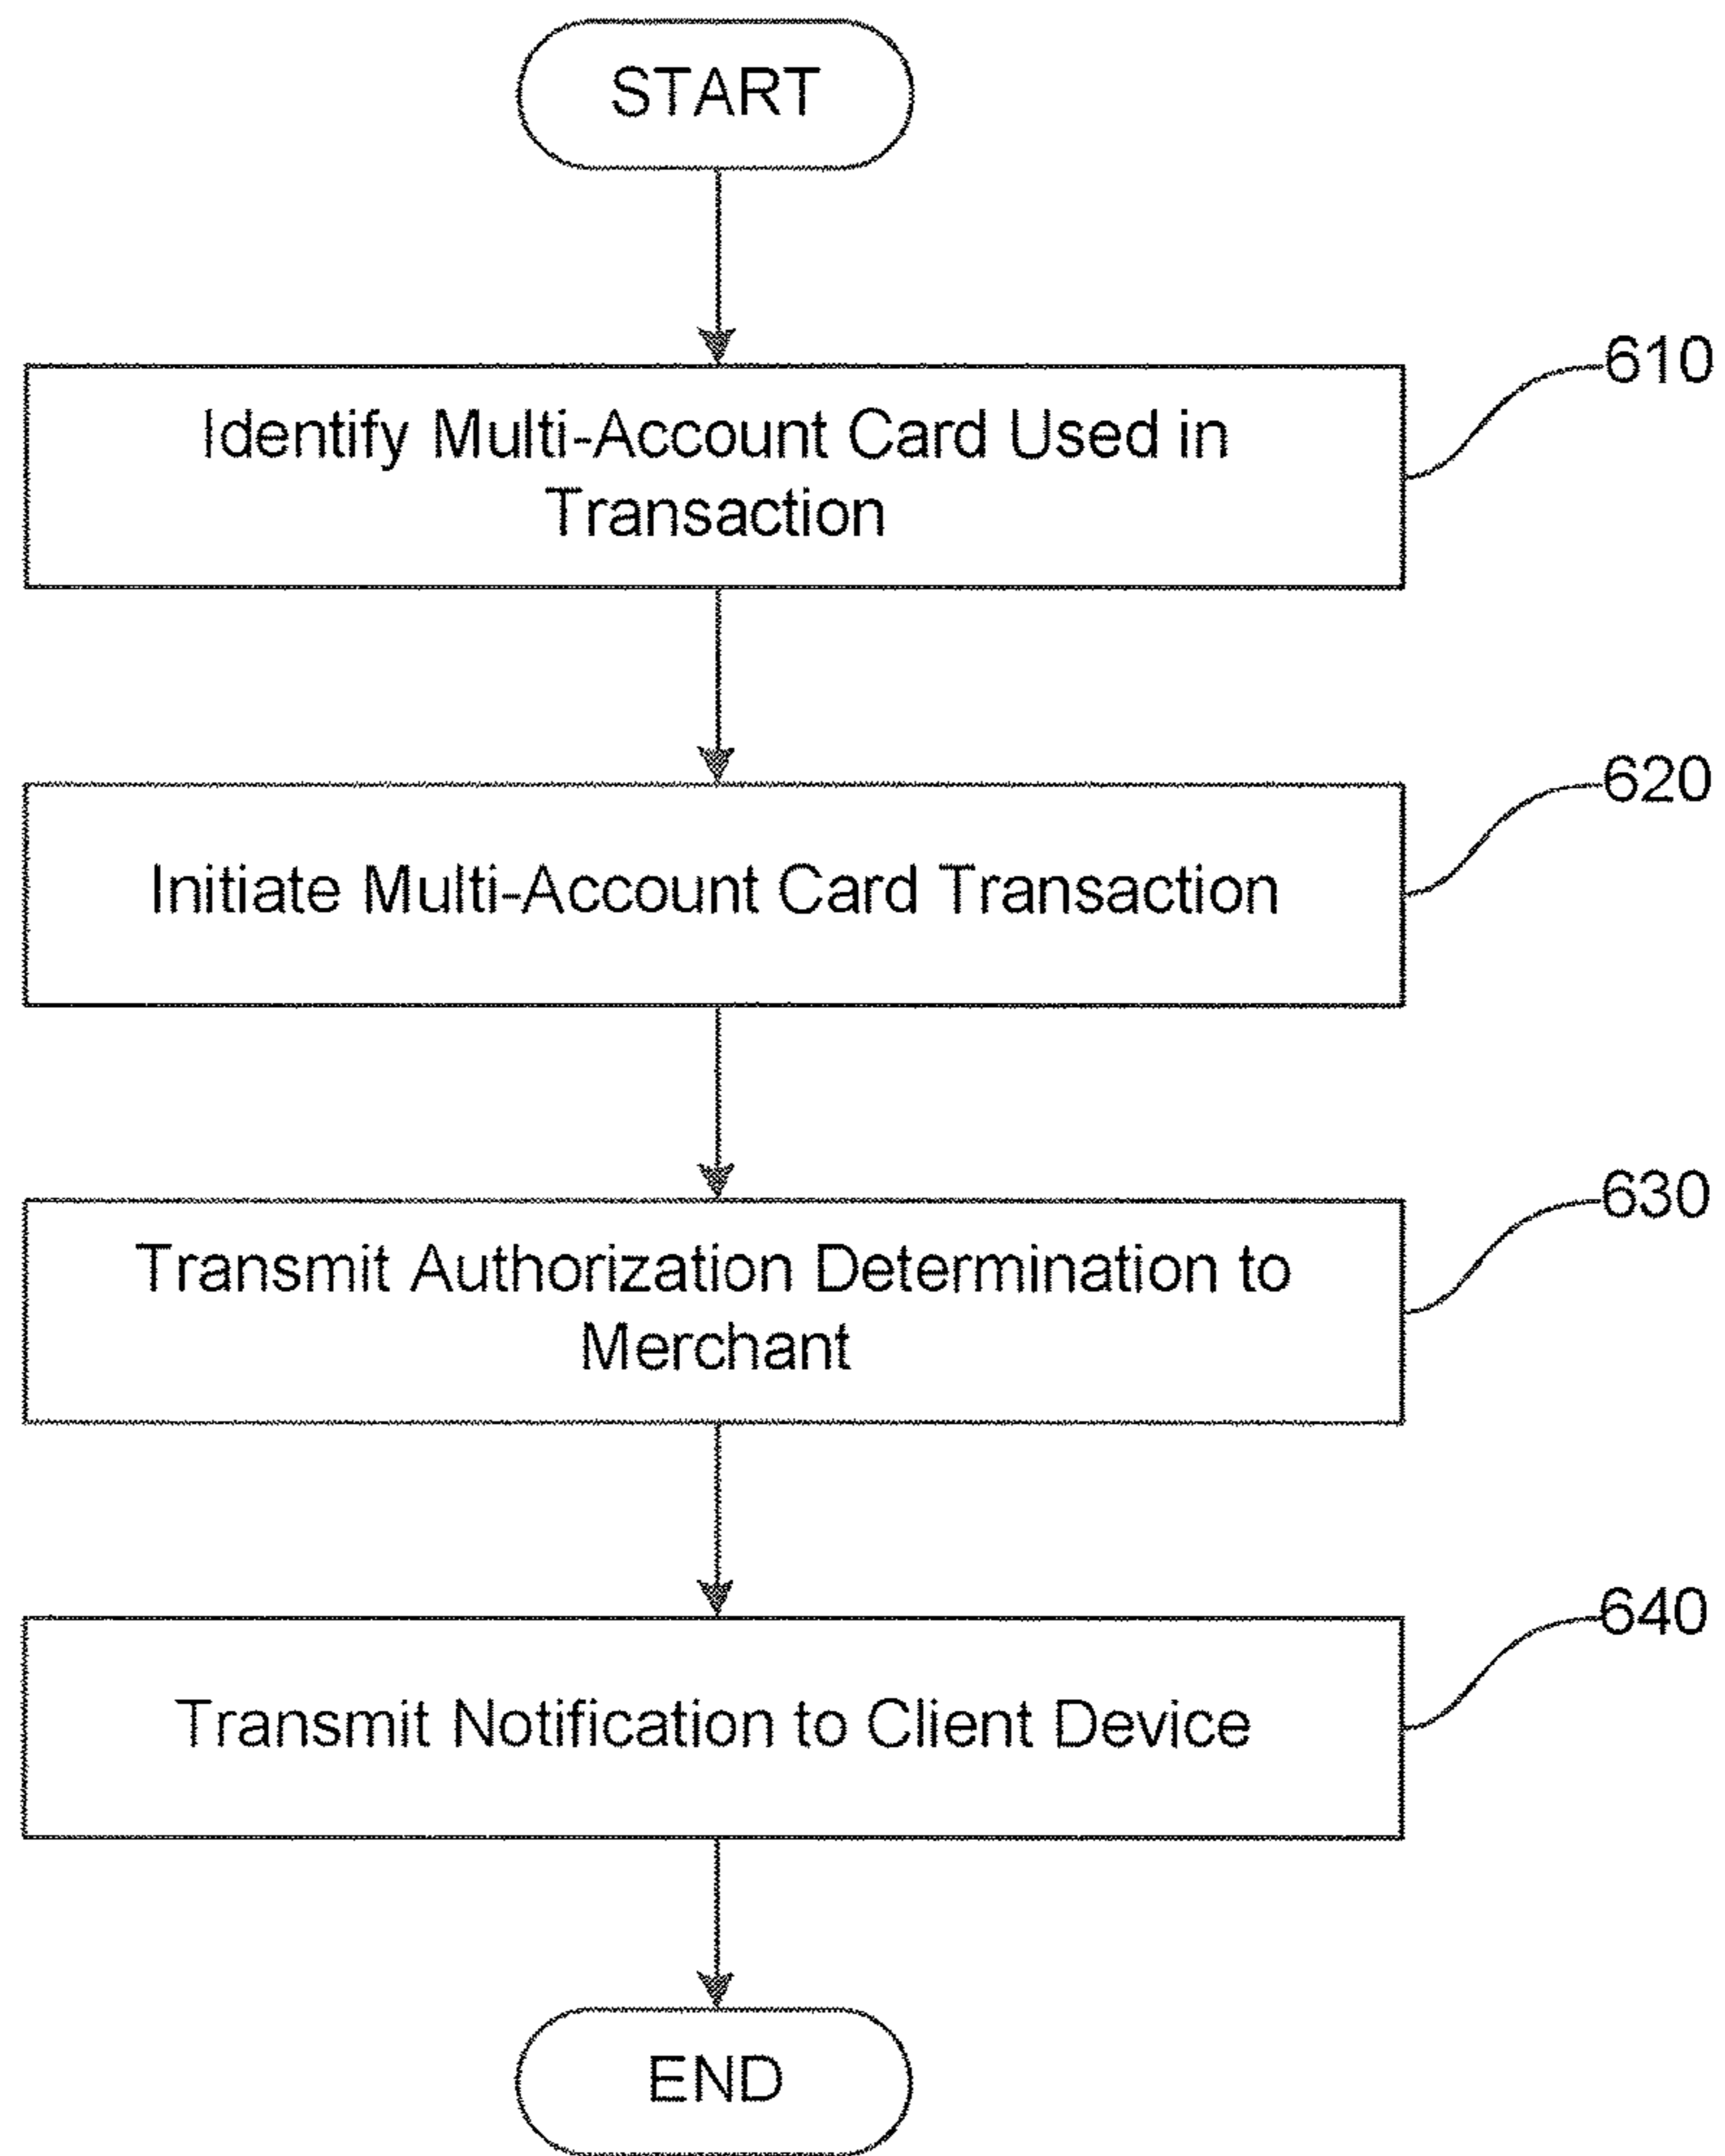 START
610
Identify Multi-Account Card Used in
Transaction
620
Initiate Multi-Account Card Transaction
630
Transmit Authorization Determination to
Merchant
640
Transmit Notification to Client Device
END